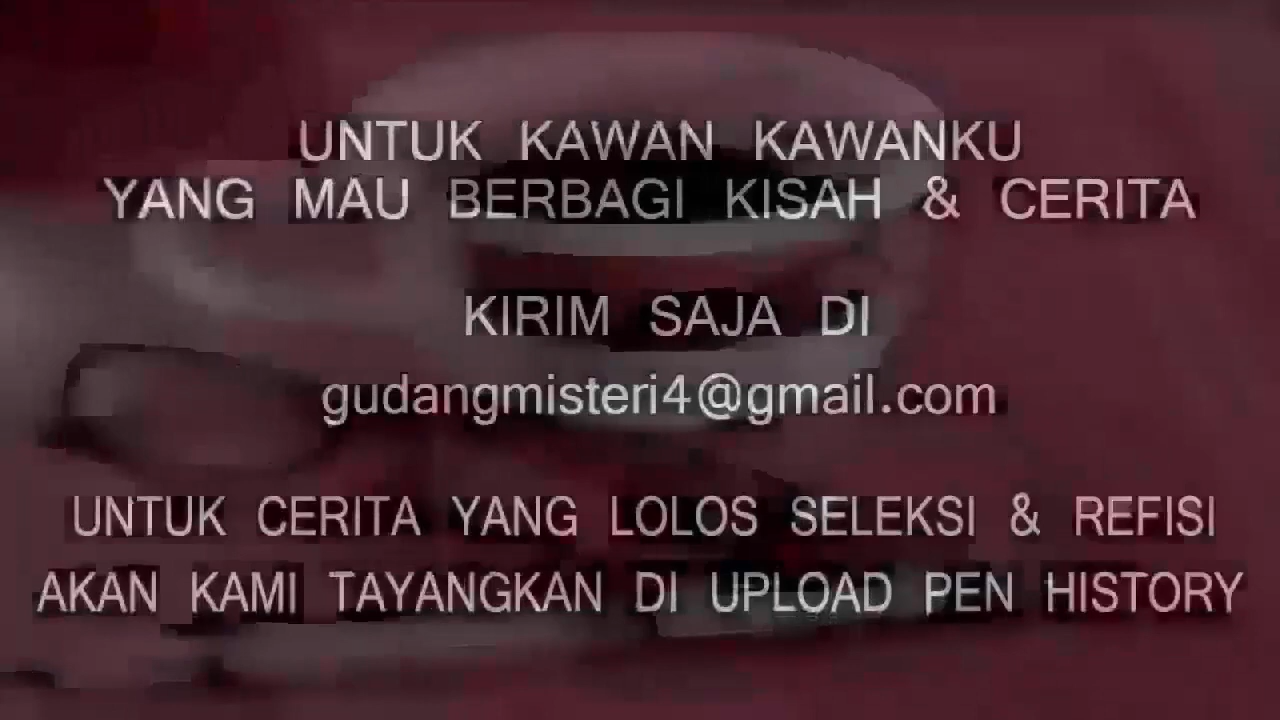 UNTUK KAWAN KAWANKU
YANG MAU BERBAGI KISAH & CERITA
KIRIM SAJA DI
gudangmisteri4@gmail.com
UNTUK CERITA YANG LOLOS SELEKSI & REFISI
AKAN KAMI TAYANGKAN DI UPLOAD PEN HISTORY